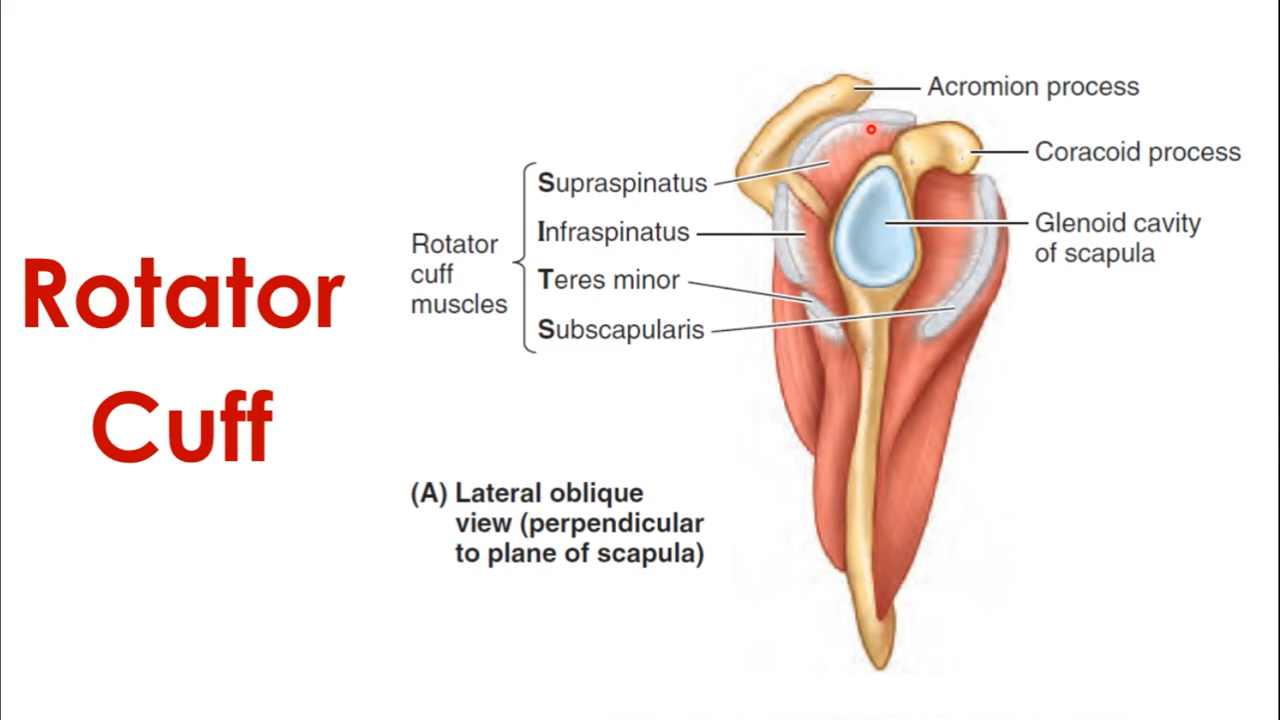 Rotator
Cuff
Rotator
cuff
muscles
Supraspinatus
Infraspinatus
Teres minor
Subscapularis
Acromion process
Coracoid process
Glenoid cavity
of scapula
(A) Lateral oblique
view (perpendicular
to plane of scapula)